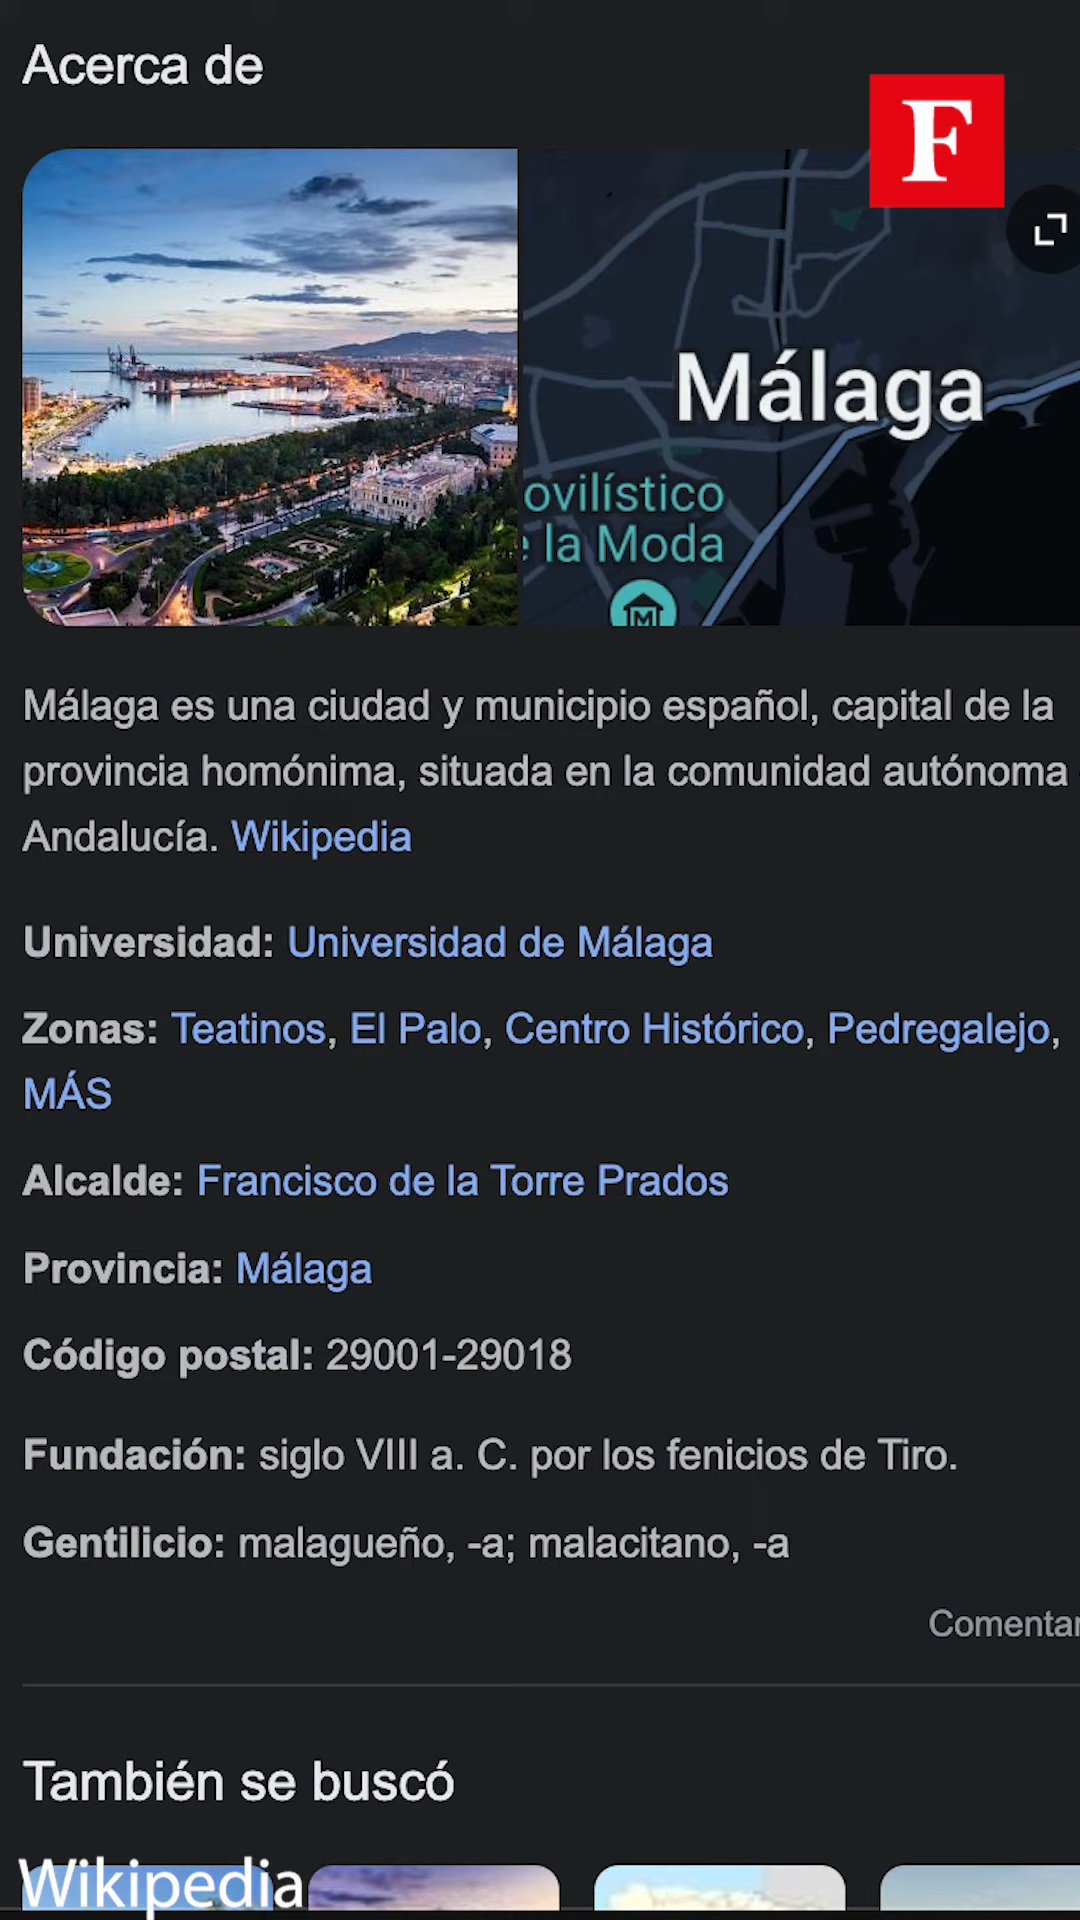 Acerca de
F
Málaga
ovilístico
la Moda
M
Málaga es una ciudad y municipio español, capital de la
provincia homónima, situada en la comunidad autónoma
Andalucía. Wikipedia
Universidad: Universidad de Málaga
Zonas: Teatinos, El Palo, Centro Histórico, Pedregalejo,
MÁS
Alcalde: Francisco de la Torre Prados
Provincia: Málaga
Código postal: 29001-29018
Fundación: siglo VIII a. C. por los fenicios de Tiro.
Gentilicio: malagueño, -a; malacitano, -a
Comentar
También se buscó
Wikipedia